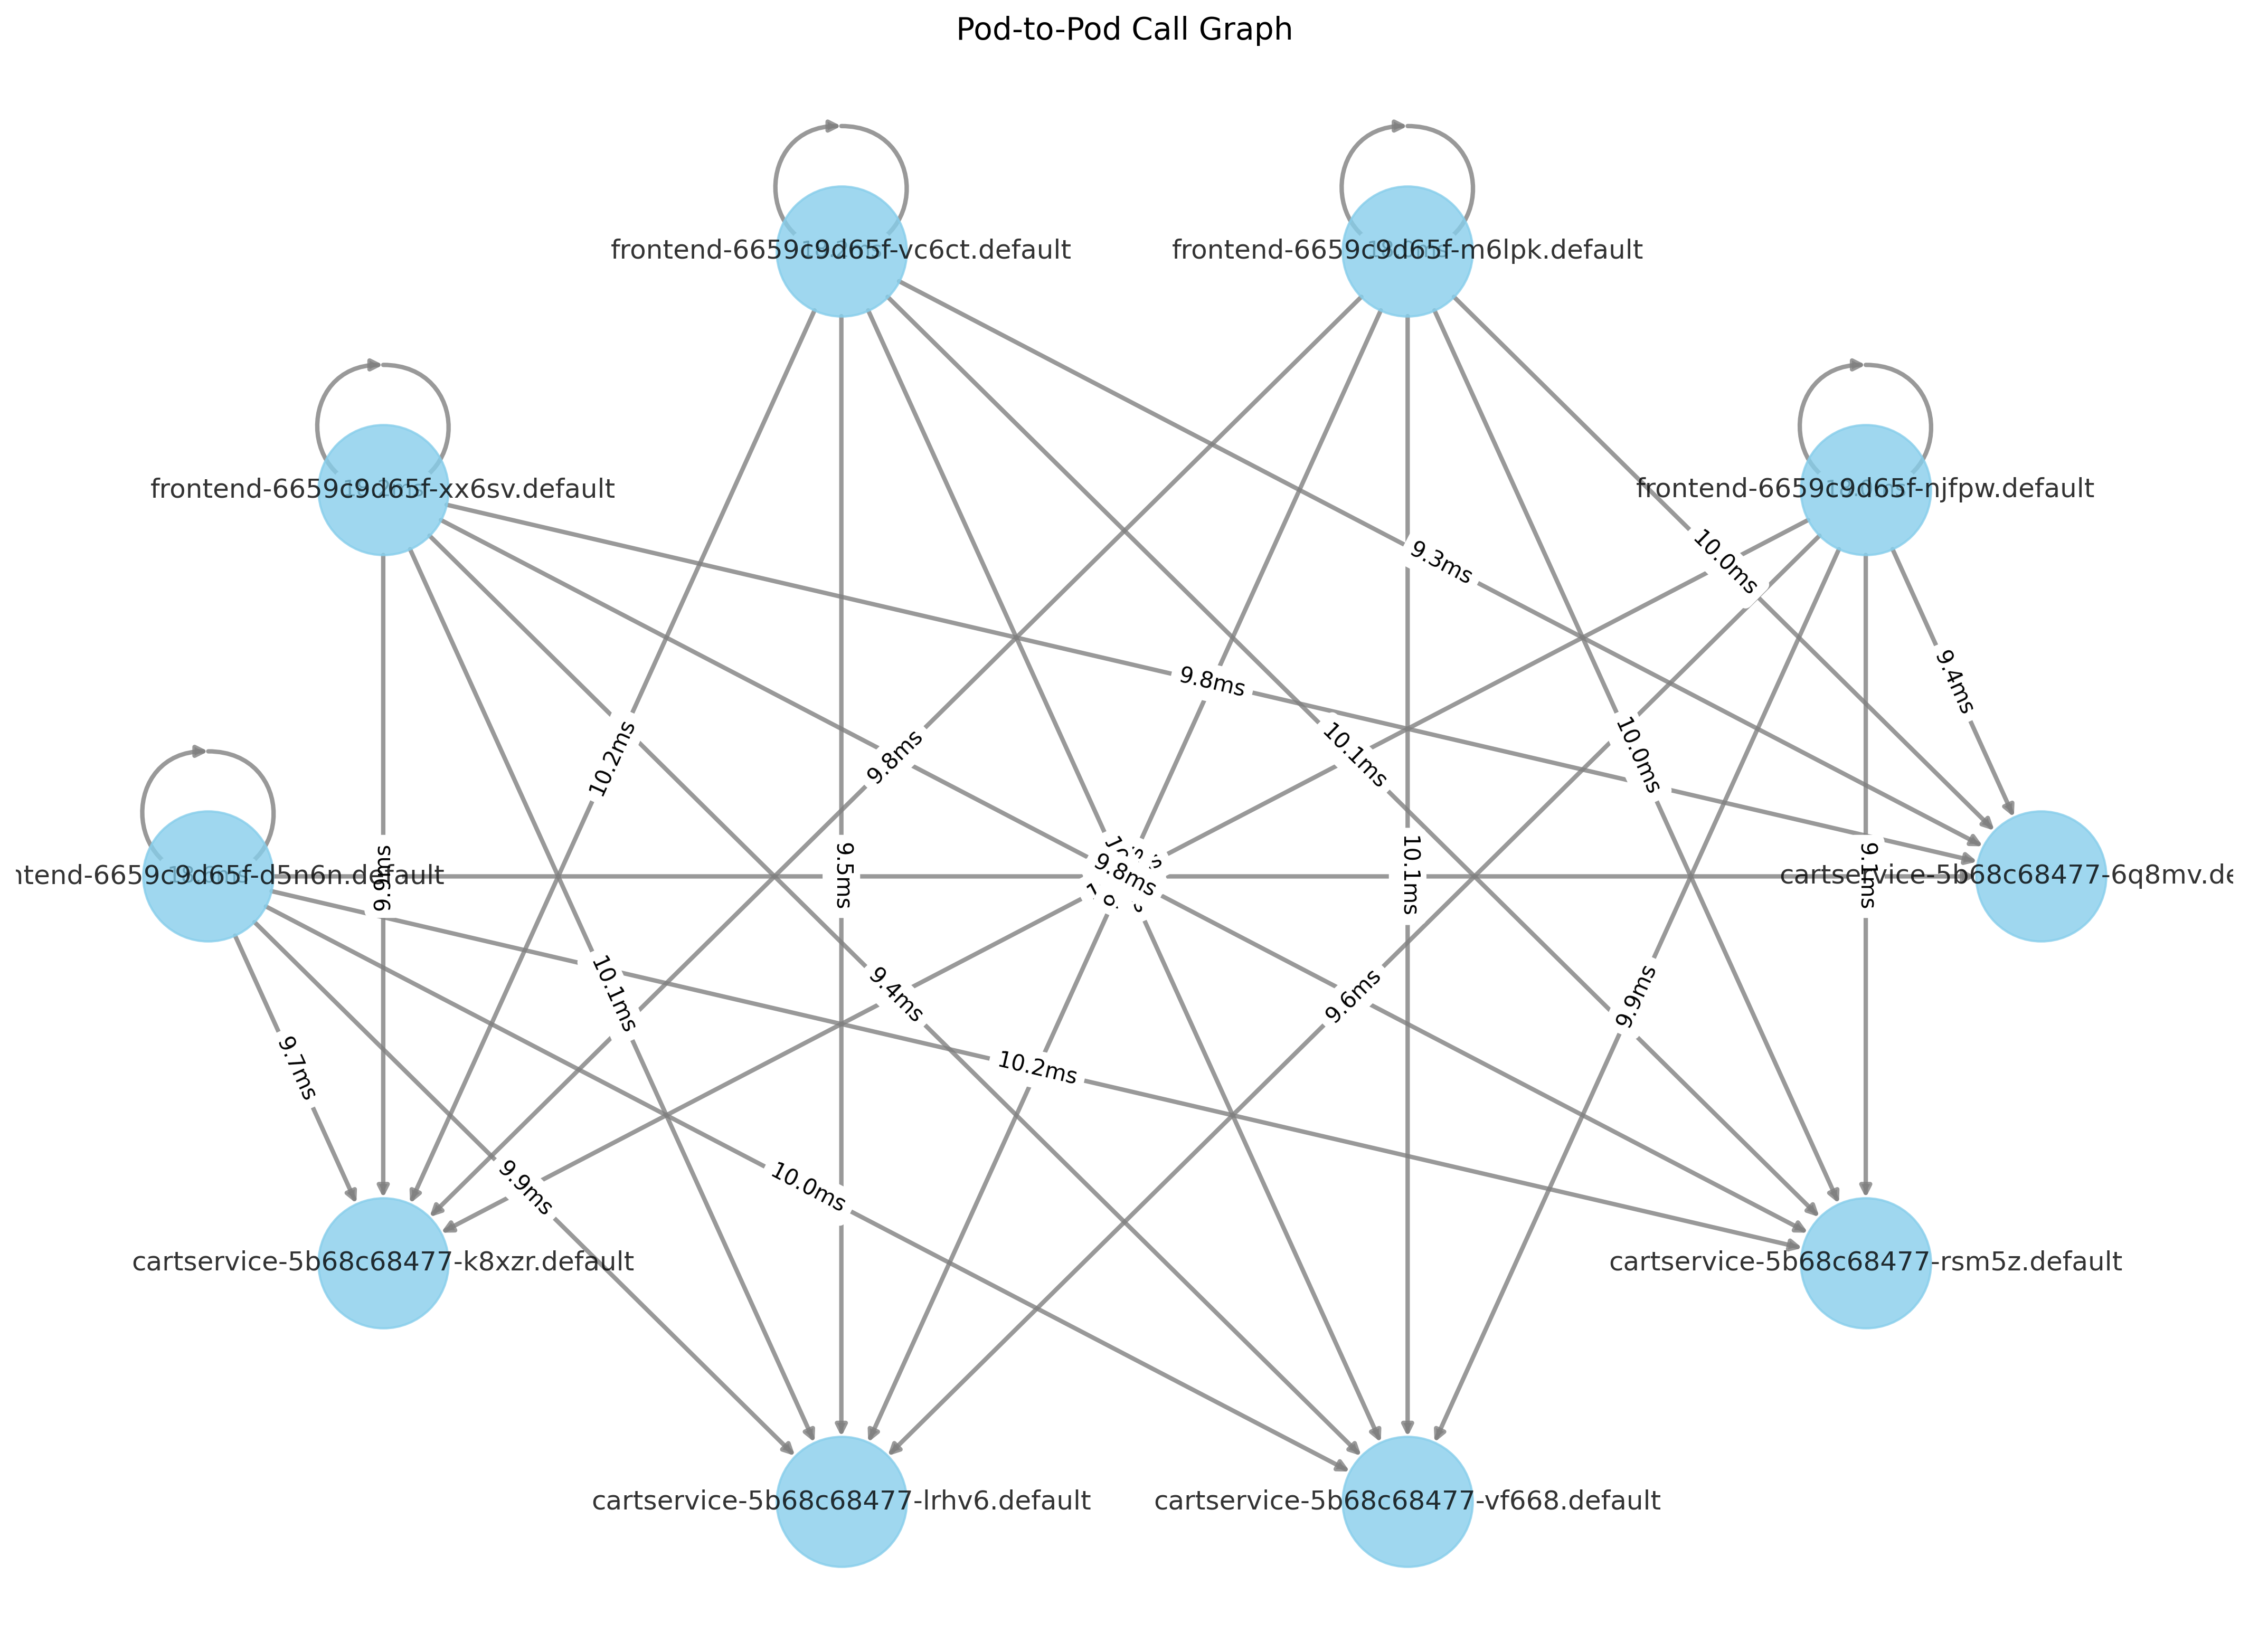 Pod-to-Pod Call Graph
frontend-6659c9d65f-vc6ct.default
frontend-6659c9d65f-m6lpk.default
frontend-6659c9d65f-xx6sv.default
frontend-6659c9d65f-njfpw.default
9.3ms
10.0ms
9.8ms
9.4ms
10.2ms
9.8ms
10.1ms
10.0ms
ntend-6659c9d65f-d5n6n.default
9.9ms
9.5ms
9.8ms
10.1ms
9.1ms
cartservice-5b68c68477-6q8mv.de
10.1ms
9.4ms
9.6ms
9.9ms
9.7ms
10.2ms
9.9ms
10.0ms
cartservice-5b68c68477-k8xzr.default
cartservice-5b68c68477-rsm5z.default
cartservice-5b68c68477-lrhv6.default
cartservice-5b68c68477-vf668.default